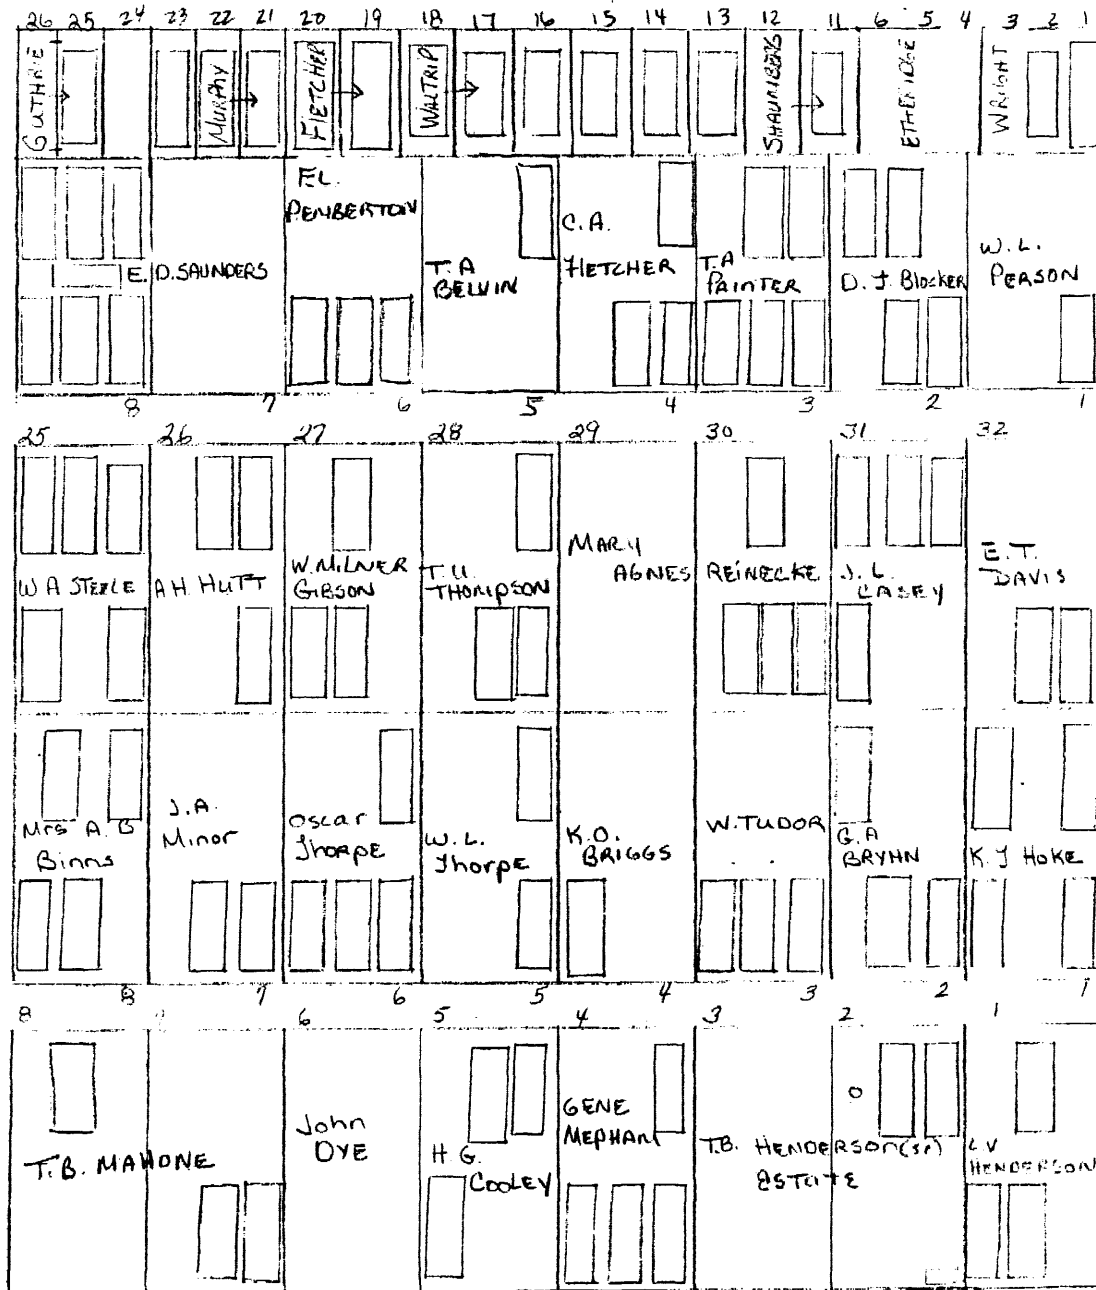 26 25 24 23 22 21 20 19 18 17 16 15 14 13 12 11 6 5 4 3 2 1
GUTHRIE MURPHY FLETCHER WALTRIP ETHERIDGE WRIGHT
E.L.
PEMBERTON
C.A.
FLETCHER
T.A
BELVIN
T.A
PAINTER
W. L.
PERSON
E. D. SAUNDERS
D. J. Blocker
8 7 6 5 4 3 2 1
25 26 27 28 29 30 31 32
MARY
AGNES REINECKE
E. T.
DAVIS
W A STEELE
A H. HUTT
W. MILNER
GIBSON
T. U.
THOMPSON
J. L.
CASEY
Mrs A. B
Binns
J. A.
Minor
Oscar
Thorpe
W. L.
Thorpe
K. O.
BRIGGS
W. TUDOR
G. A
BRYHN
K. J HOKE
8 7 6 5 4 3 2 1
8 6 5 4 3 2 1
T. B. MAHONE
John
DYE
H. G.
COOLEY
GENE
MEPHAM
T.B. HENDERSON (sr)
ESTATE
L V
HENDERSON